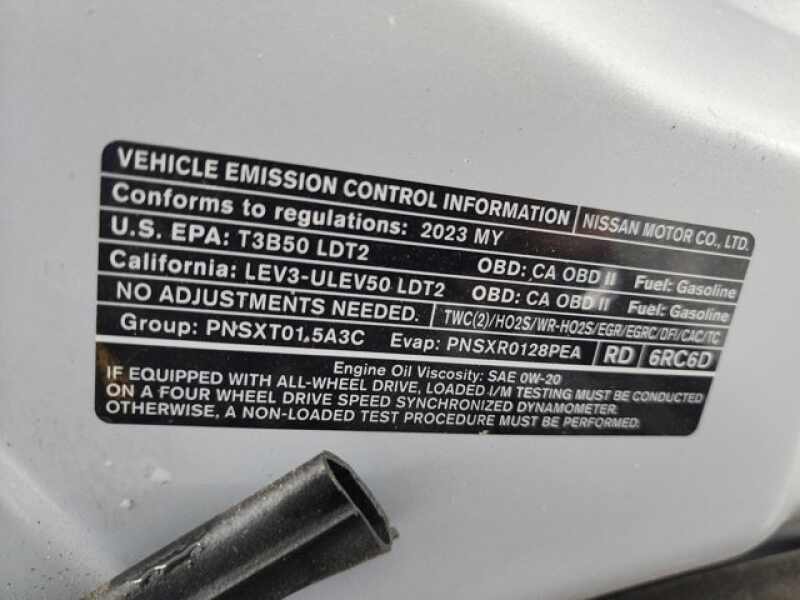 VEHICLE EMISSION CONTROL INFORMATION NISSAN MOTOR CO., LTD.
Conforms to regulations: 2023 MY
U.S. EPA: T3B50 LDT2 OBD: CA OBD II Fuel: Gasoline
California: LEV3-ULEV50 LDT2 OBD: CA OBD II Fuel: Gasoline
NO ADJUSTMENTS NEEDED. TWC(2)/HO2S/WR-HO2S/EGR/EGRC/DFI/CAC/TC
Group: PNSXT01.5A3C Evap: PNSXR0128PEA RD 6RC6D
Engine Oil Viscosity: SAE 0W-20
IF EQUIPPED WITH ALL-WHEEL DRIVE, LOADED I/M TESTING MUST BE CONDUCTED
ON A FOUR WHEEL DRIVE SPEED SYNCHRONIZED DYNAMOMETER.
OTHERWISE, A NON-LOADED TEST PROCEDURE MUST BE PERFORMED.